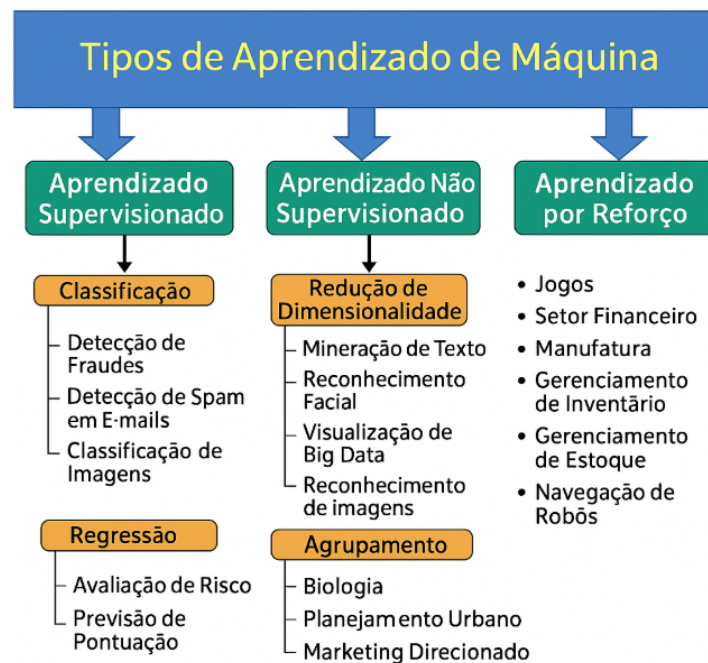 Tipos de Aprendizado de Máquina
Aprendizado
Supervisionado
Classificação
Detecção de
Fraudes
Detecção de Spam
em E-mails
Classificação de
Imagens
Regressão
Avaliação de Risco
Previsão de
Pontuação
Aprendizado Não
Supervisionado
Redução de
Dimensionalidade
Mineração de Texto
Reconhecimento
Facial
Visualização de
Big Data
Reconhecimento
de imagens
Agrupamento
Biologia
Planejamento Urbano
Marketing Direcionado
Aprendizado
por Reforço
• Jogos
• Setor Financeiro
• Manufatura
• Gerenciamento
de Inventārio
• Gerenciamento
de Estoque
• Navegação de
Robōs